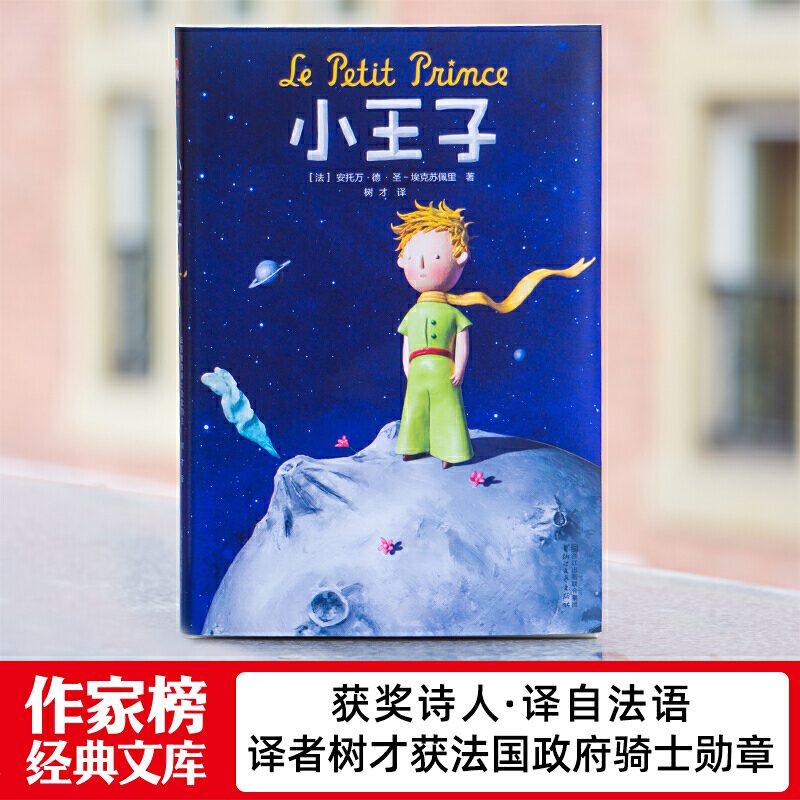 Le Petit Prince
小王子
［法］安托万·德·圣-埃克苏佩里 著
树才 译
作家榜
经典文库
获奖诗人·译自法语
译者树才获法国政府骑士勋章